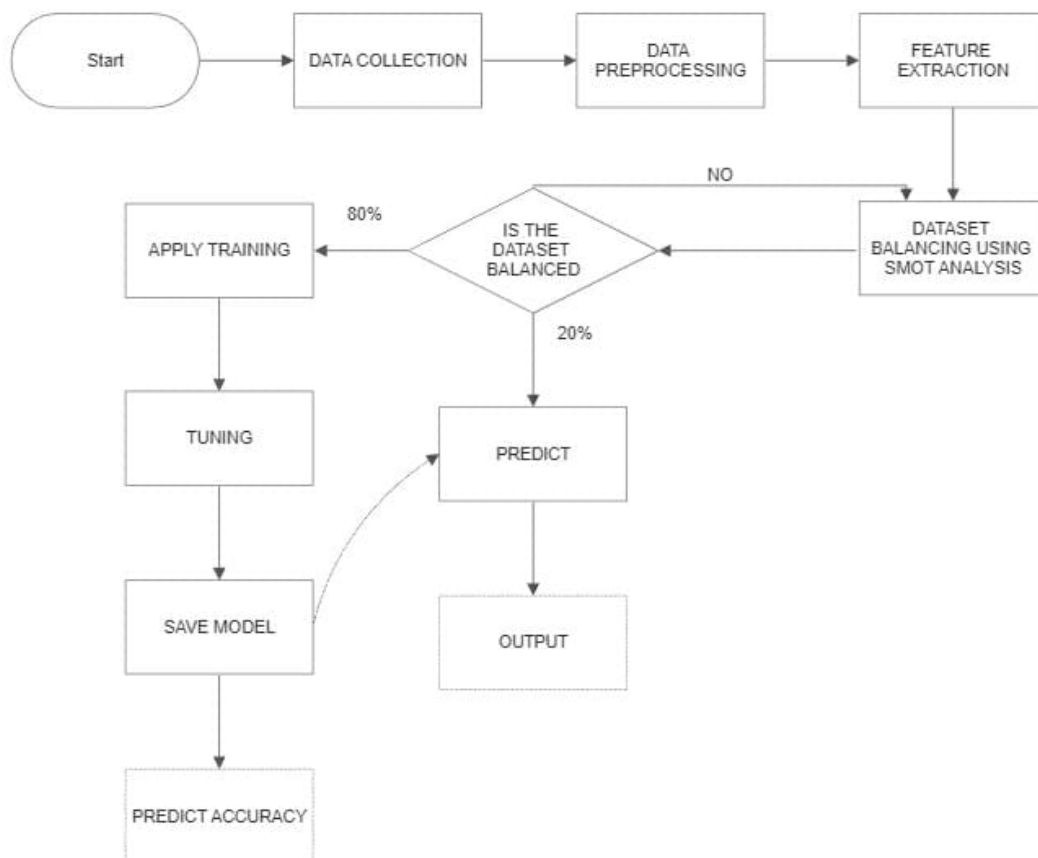 Start
DATA COLLECTION
DATA
PREPROCESSING
FEATURE
EXTRACTION
NO
80%
APPLY TRAINING
IS THE
DATASET
BALANCED
DATASET
BALANCING USING
SMOT ANALYSIS
20%
TUNING
PREDICT
SAVE MODEL
OUTPUT
PREDICT ACCURACY